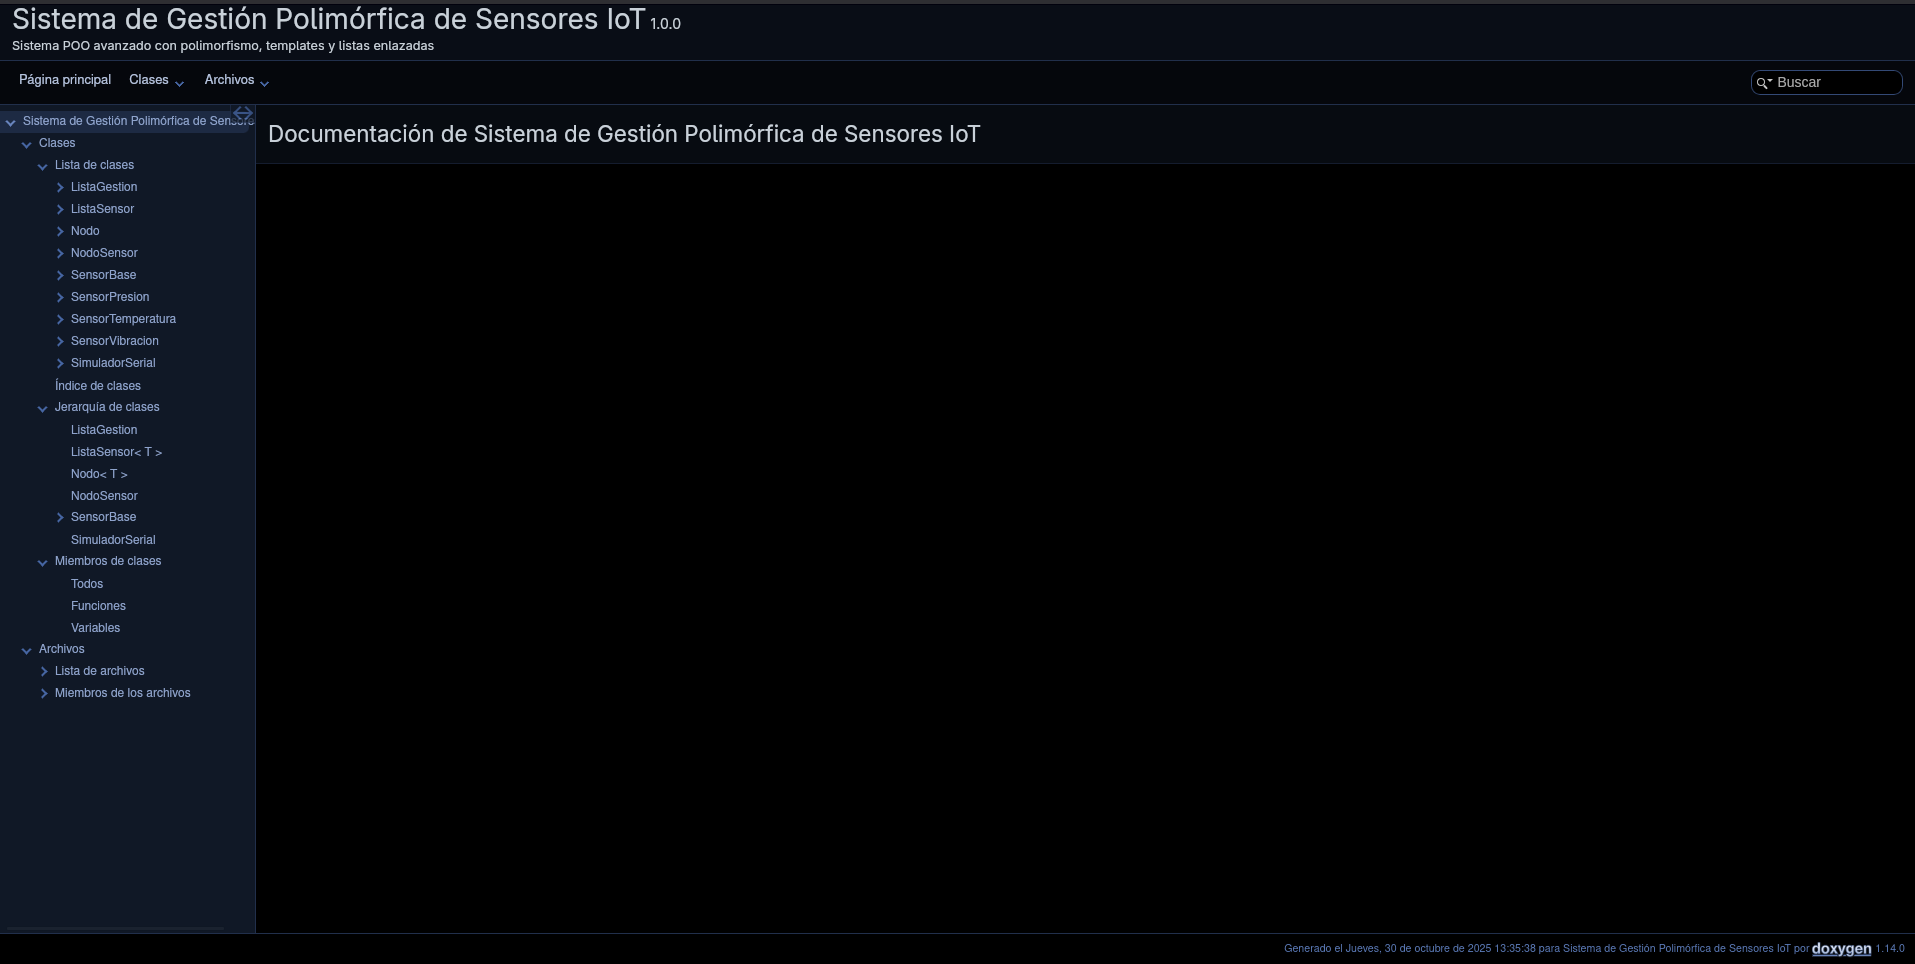 Sistema de Gestión Polimórfica de Sensores IoT 1.0.0
Sistema POO avanzado con polimorfismo, templates y listas enlazadas
Página principal Clases Archivos Buscar
Sistema de Gestión Polimórfica de Sensore
Clases
Lista de clases
ListaGestion
ListaSensor
Nodo
NodoSensor
SensorBase
SensorPresion
SensorTemperatura
SensorVibracion
SimuladorSerial
Índice de clases
Jerarquía de clases
ListaGestion
ListaSensor< T >
Nodo< T >
NodoSensor
SensorBase
SimuladorSerial
Miembros de clases
Todos
Funciones
Variables
Archivos
Lista de archivos
Miembros de los archivos
Documentación de Sistema de Gestión Polimórfica de Sensores IoT
Generado el Jueves, 30 de octubre de 2025 13:35:38 para Sistema de Gestión Polimórfica de Sensores IoT por doxygen 1.14.0